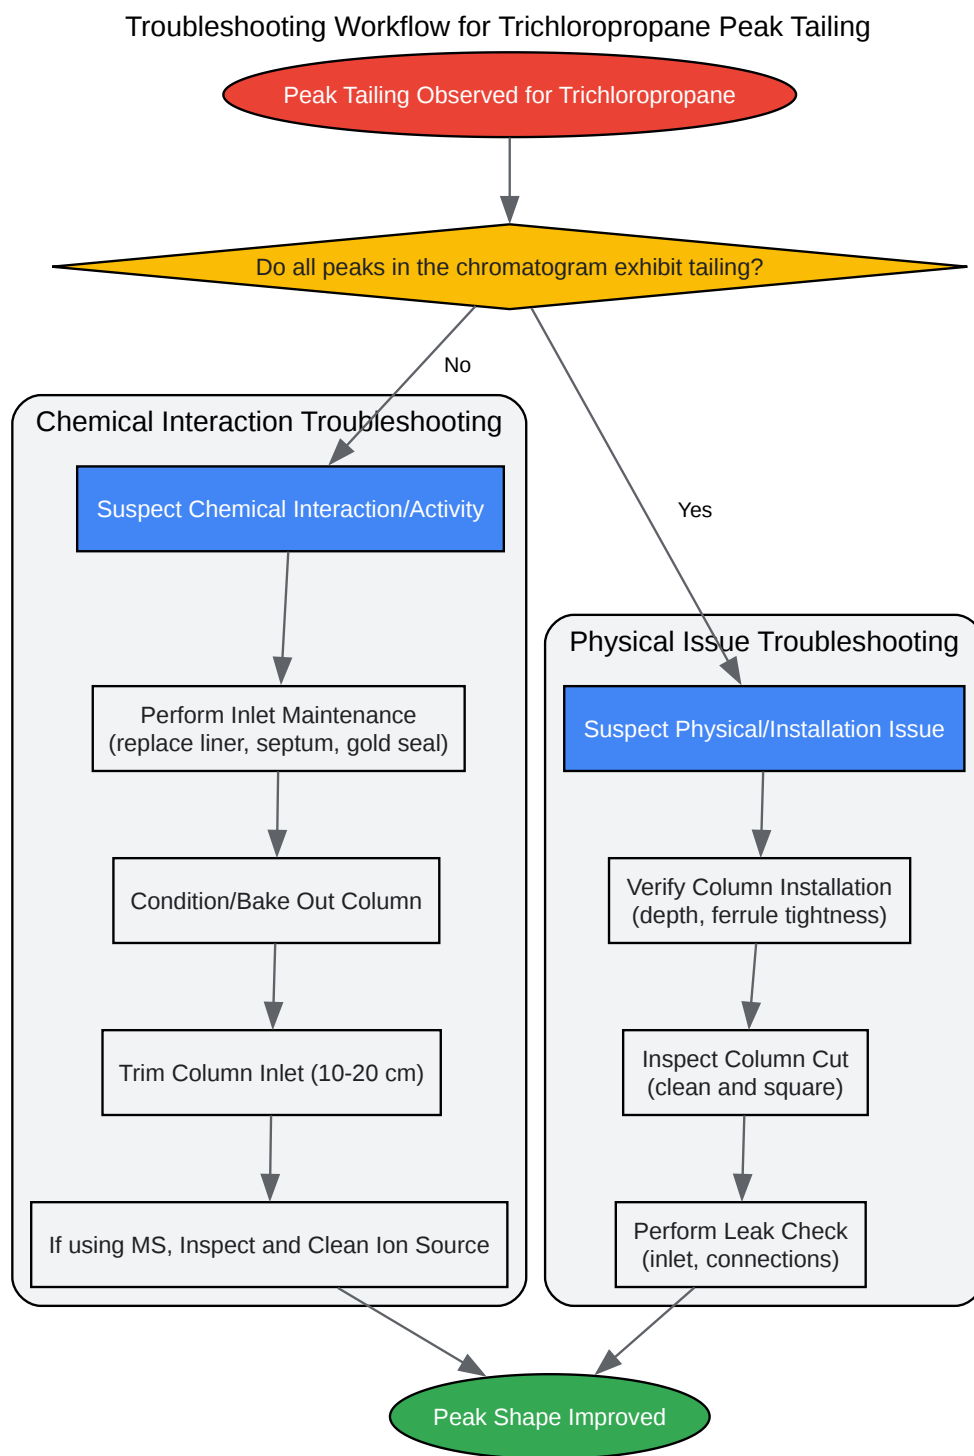 Troubleshooting Workflow for Trichloropropane Peak Tailing
Peak Tailing Observed for Trichloropropane
Do all peaks in the chromatogram exhibit tailing?
No
Yes
Chemical Interaction Troubleshooting
Suspect Chemical Interaction/Activity
Perform Inlet Maintenance
(replace liner, septum, gold seal)
Condition/Bake Out Column
Trim Column Inlet (10-20 cm)
If using MS, Inspect and Clean Ion Source
Physical Issue Troubleshooting
Suspect Physical/Installation Issue
Verify Column Installation
(depth, ferrule tightness)
Inspect Column Cut
(clean and square)
Perform Leak Check
(inlet, connections)
Peak Shape Improved